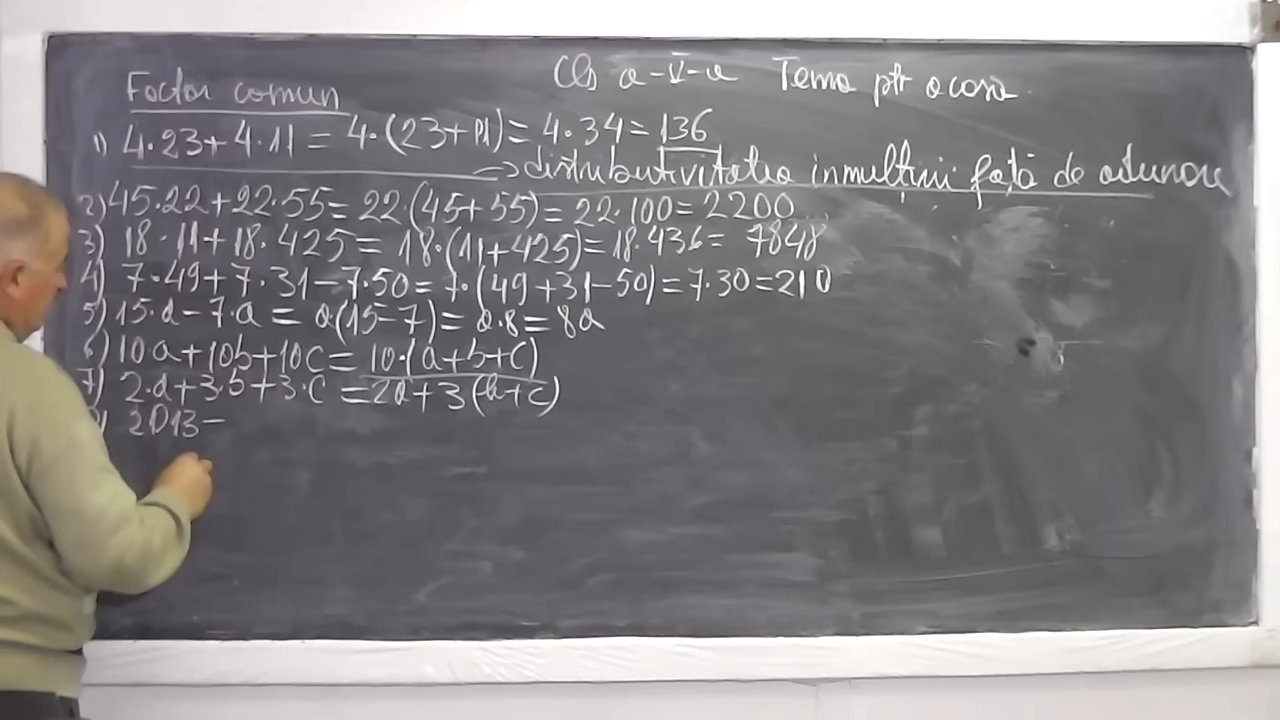 Cls a-V-a Tema ptr acasa
Factor comun
1) 4·23+4·11=4·(23+11)=4·34=136
→distributivitatea inmultirii față de adunare
2) 45·22+22·55=22·(45+55)=22·100=2200
3) 18·11+18·425=18·(11+425)=18·436=7848
4) 7·49+7·31-7·50=7·(49+31-50)=7·30=210
5) 15·a-7·a=a(15-7)=a·8=8a
6) 10a+10b+10c=10·(a+b+c)
7) 2·a+3·b+3·c=2a+3(b+c)
) 2013-